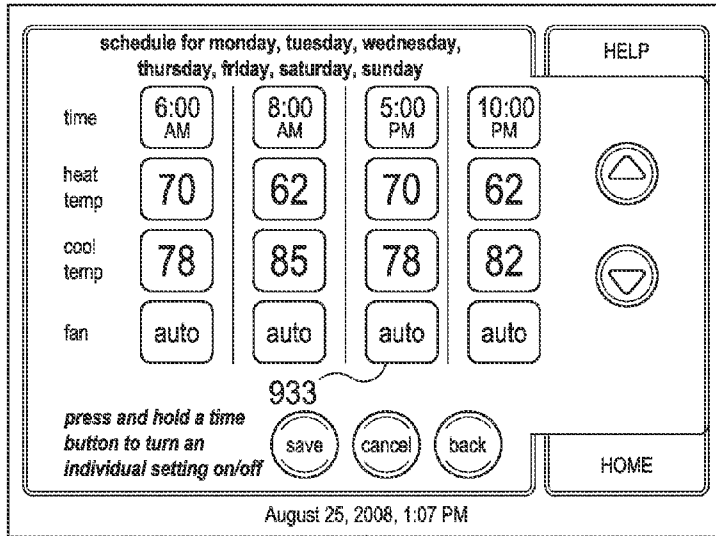 schedule for monday, tuesday, wednesday,
thursday, friday, saturday, sunday
HELP
time 6:00 AM 8:00 AM 5:00 PM 10:00 PM
heat temp 70 62 70 62
cool temp 78 85 78 82
fan auto auto auto auto
933
press and hold a time
button to turn an
individual setting on/off
save cancel back
HOME
August 25, 2008, 1:07 PM